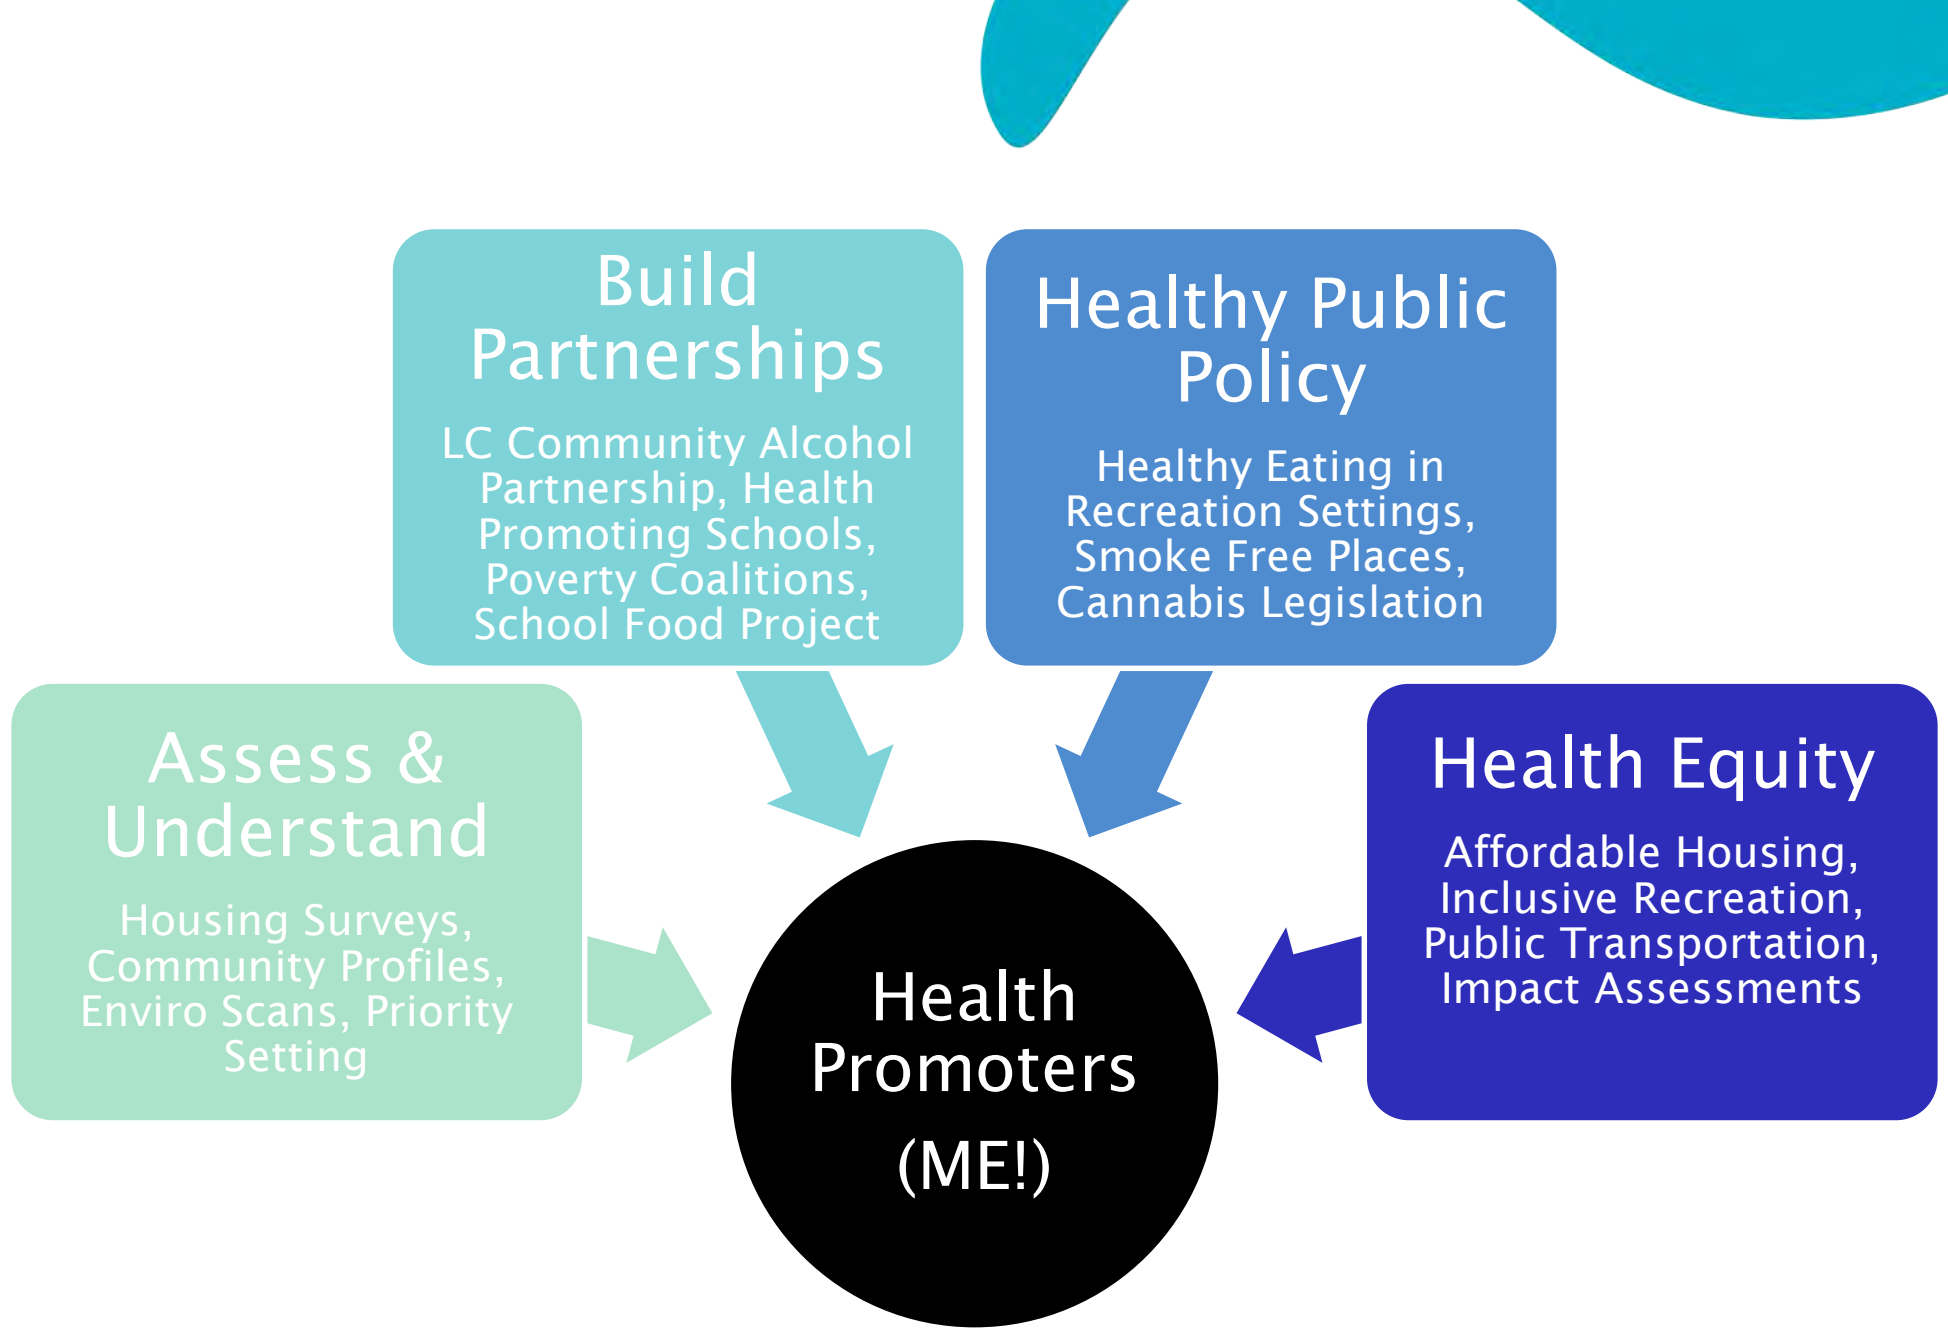 Build
Partnerships
LC Community Alcohol
Partnership, Health
Promoting Schools,
Poverty Coalitions,
School Food Project
Healthy Public
Policy
Healthy Eating in
Recreation Settings,
Smoke Free Places,
Cannabis Legislation
Assess &
Understand
Housing Surveys,
Community Profiles,
Enviro Scans, Priority
Setting
Health Equity
Affordable Housing,
Inclusive Recreation,
Public Transportation,
Impact Assessments
Health
Promoters
(ME!)